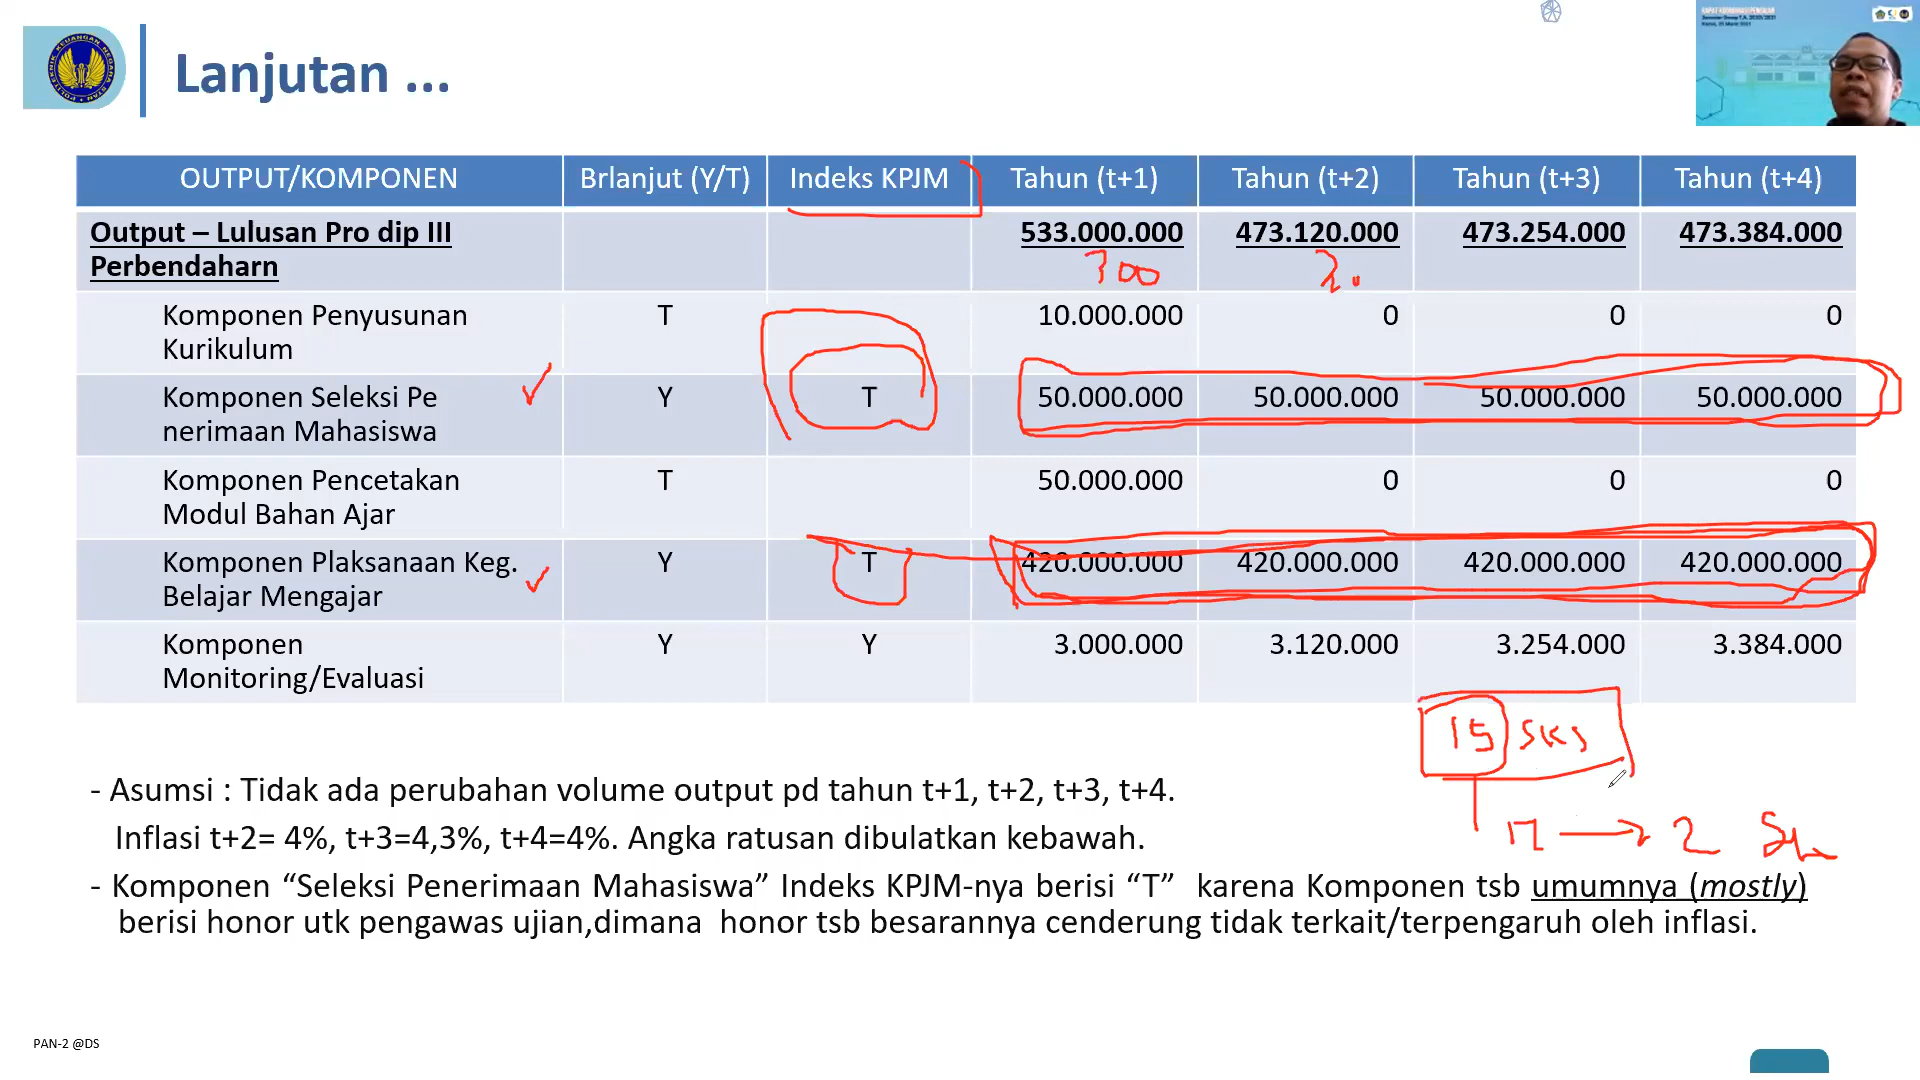 Lanjutan ...
RAPAT KOORDINASI PENGAJAR
OUTPUT/KOMPONEN Brlanjut (Y/T) Indeks KPJM Tahun (t+1) Tahun (t+2) Tahun (t+3) Tahun (t+4)
Output – Lulusan Pro dip III 533.000.000 473.120.000 473.254.000 473.384.000
Perbendaharn
300
Komponen Penyusunan T 10.000.000 0 0 0
Kurikulum
Komponen Seleksi Pe Y T 50.000.000 50.000.000 50.000.000 50.000.000
nerimaan Mahasiswa
Komponen Pencetakan T 50.000.000 0 0 0
Modul Bahan Ajar
Komponen Plaksanaan Keg. Y T 420.000.000 420.000.000 420.000.000 420.000.000
Belajar Mengajar
Komponen Y Y 3.000.000 3.120.000 3.254.000 3.384.000
Monitoring/Evaluasi
15 SKS
2
- Asumsi : Tidak ada perubahan volume output pd tahun t+1, t+2, t+3, t+4.
Inflasi t+2= 4%, t+3=4,3%, t+4=4%. Angka ratusan dibulatkan kebawah.
- Komponen “Seleksi Penerimaan Mahasiswa” Indeks KPJM-nya berisi “T” karena Komponen tsb umumnya (mostly)
berisi honor utk pengawas ujian,dimana honor tsb besarannya cenderung tidak terkait/terpengaruh oleh inflasi.
PAN-2 @DS